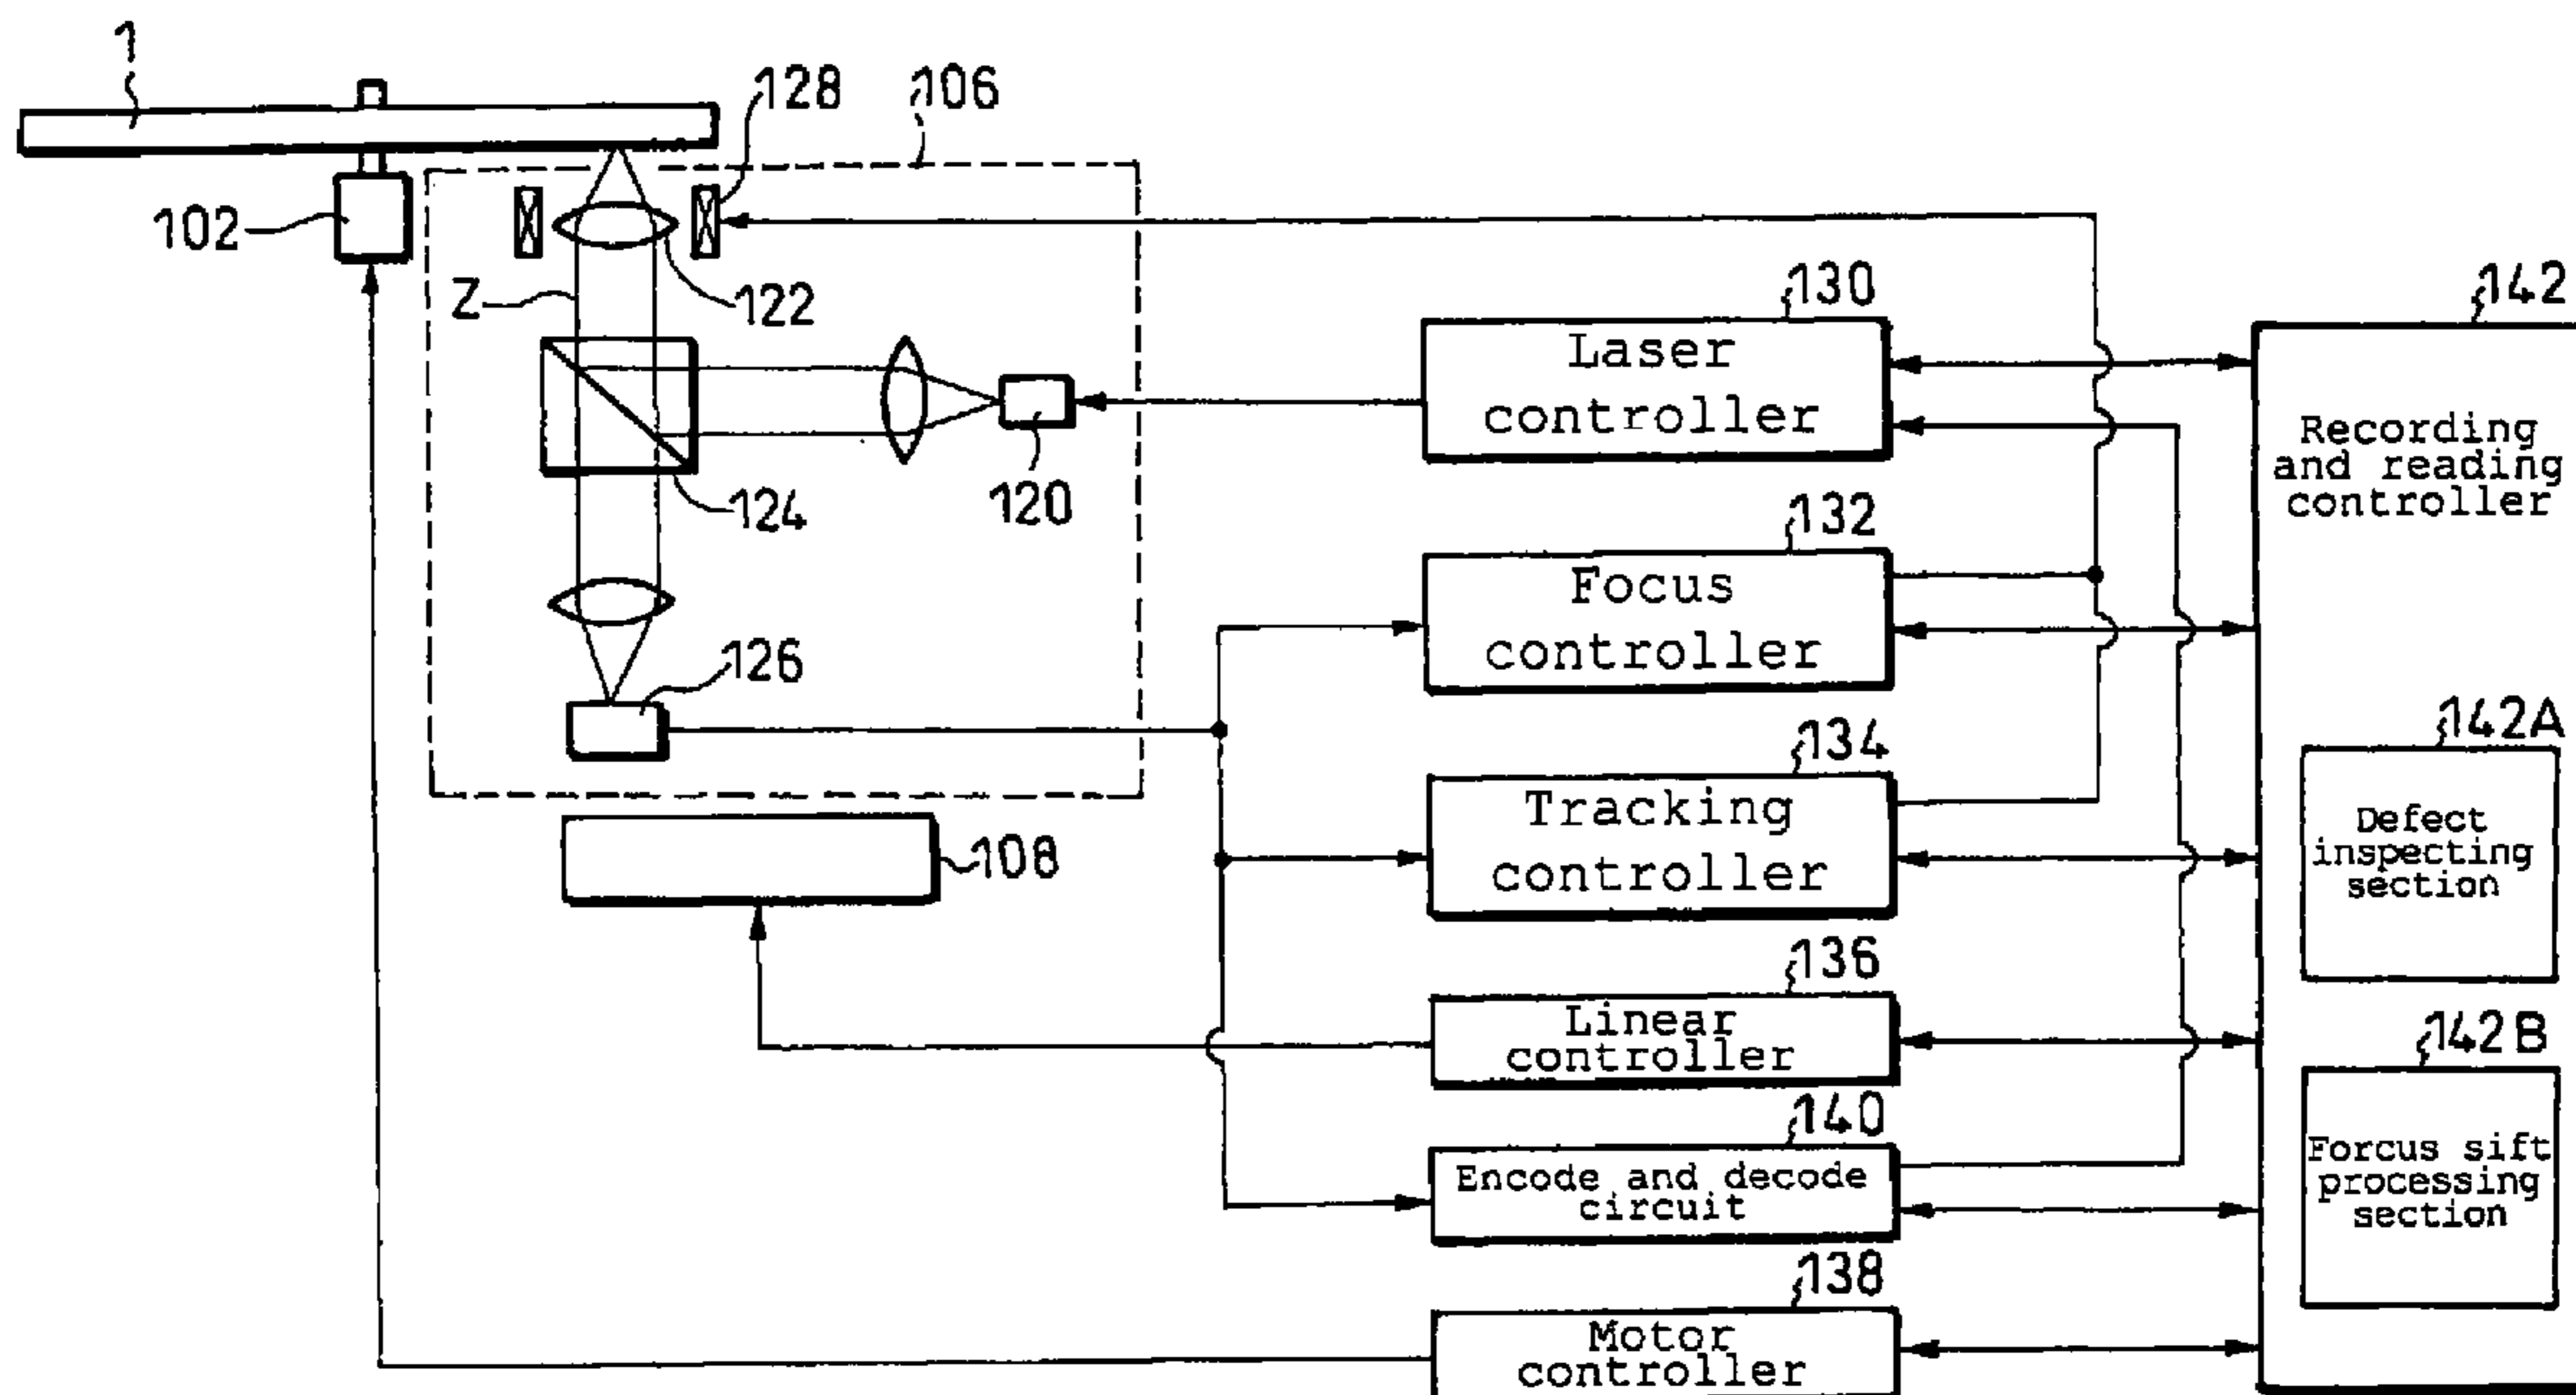 1
128
106
102
Z
122
130
142
Laser
controller
Recording
and reading
controller
124
120
132
Focus
controller
126
134
142A
Tracking
controller
Defect
inspecting
section
108
136
Linear
controller
142B
140
Encode and decode
circuit
Forcus sift
processing
section
138
Motor
controller